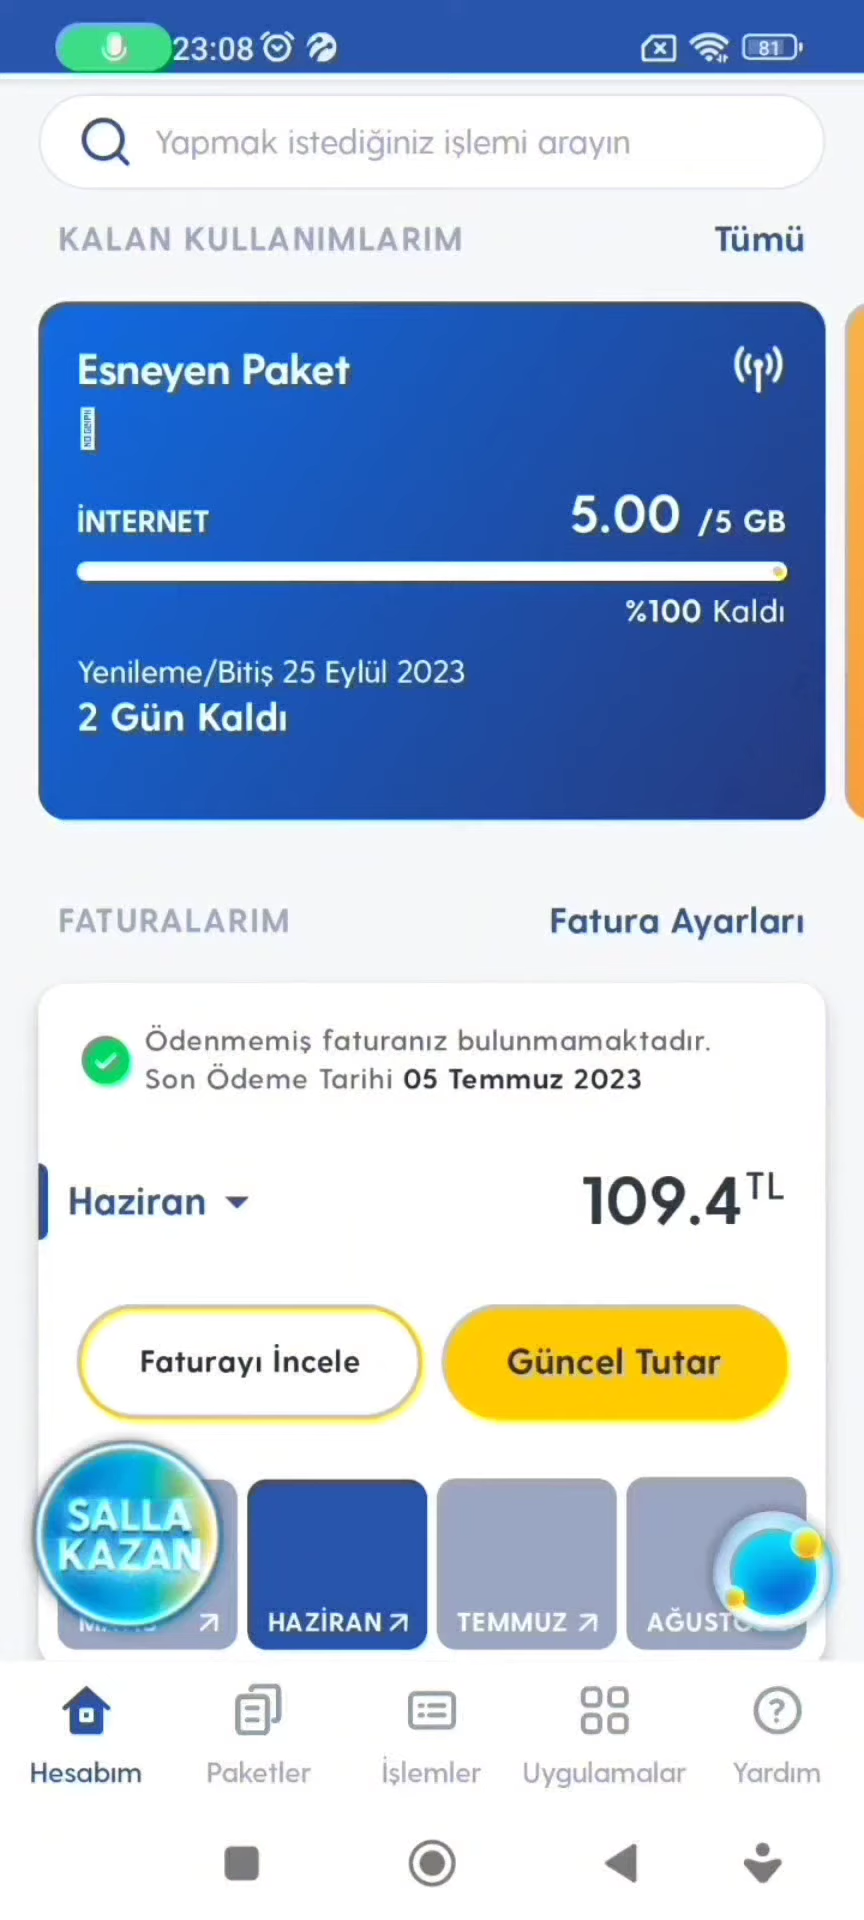 23:08
81
Yapmak istediğiniz işlemi arayın
KALAN KULLANIMLARIM Tümü
Esneyen Paket
İNTERNET 5.00 /5 GB
%100 Kaldı
Yenileme/Bitiş 25 Eylül 2023
2 Gün Kaldı
FATURALARIM Fatura Ayarları
Ödenmemiş faturanız bulunmamaktadır.
Son Ödeme Tarihi 05 Temmuz 2023
Haziran 109.4 TL
Faturayı İncele Güncel Tutar
SALLA
KAZAN
HAZİRAN TEMMUZ
Hesabım Paketler İşlemler Uygulamalar Yardım